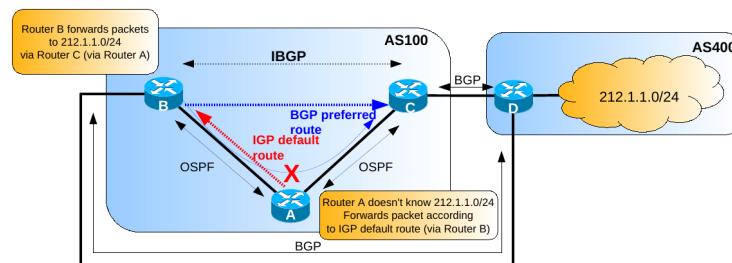 Router B forwards packets
to 212.1.1.0/24
via Router C (via Router A)
AS100
AS400
IBGP
BGP
B
C
D
212.1.1.0/24
BGP preferred
route
IGP default
route
OSPF
X
OSPF
A
Router A doesn't know 212.1.1.0/24
Forwards packet according
to IGP default route (via Router B)
BGP